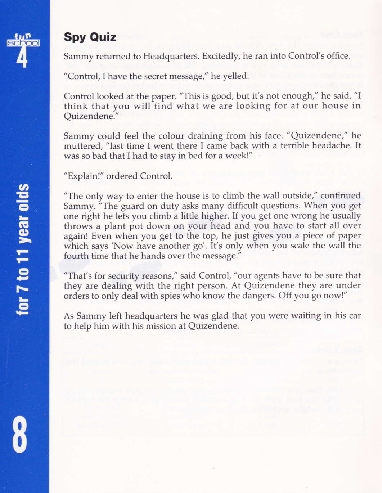 fun
school
4
Spy Quiz
Sammy returned to Headquarters. Excitedly, he ran into Control's office.
"Control, I have the secret message," he yelled.
Control looked at the paper. "This is good, but it's not enough," he said. "I
think that you will find what we are looking for at our house in
Quizendene."
Sammy could feel the colour draining from his face. "Quizendene," he
muttered, "last time I went there I came back with a terrible headache. It
was so bad that I had to stay in bed for a week!"
"Explain!" ordered Control.
"The only way to enter the house is to climb the wall outside," continued
Sammy. "The guard on duty asks many difficult questions. When you get
one right he lets you climb a little higher. If you get one wrong he usually
throws a plant pot down on your head and you have to start all over
again! Even when you get to the top, he just gives you a piece of paper
which says 'Now have another go'. It's only when you scale the wall the
fourth time that he hands over the message."
"That's for security reasons," said Control, "our agents have to be sure that
they are dealing with the right person. At Quizendene they are under
orders to only deal with spies who know the dangers. Off you go now!"
As Sammy left headquarters he was glad that you were waiting in his car
to help him with his mission at Quizendene.
for 7 to 11 year olds
8